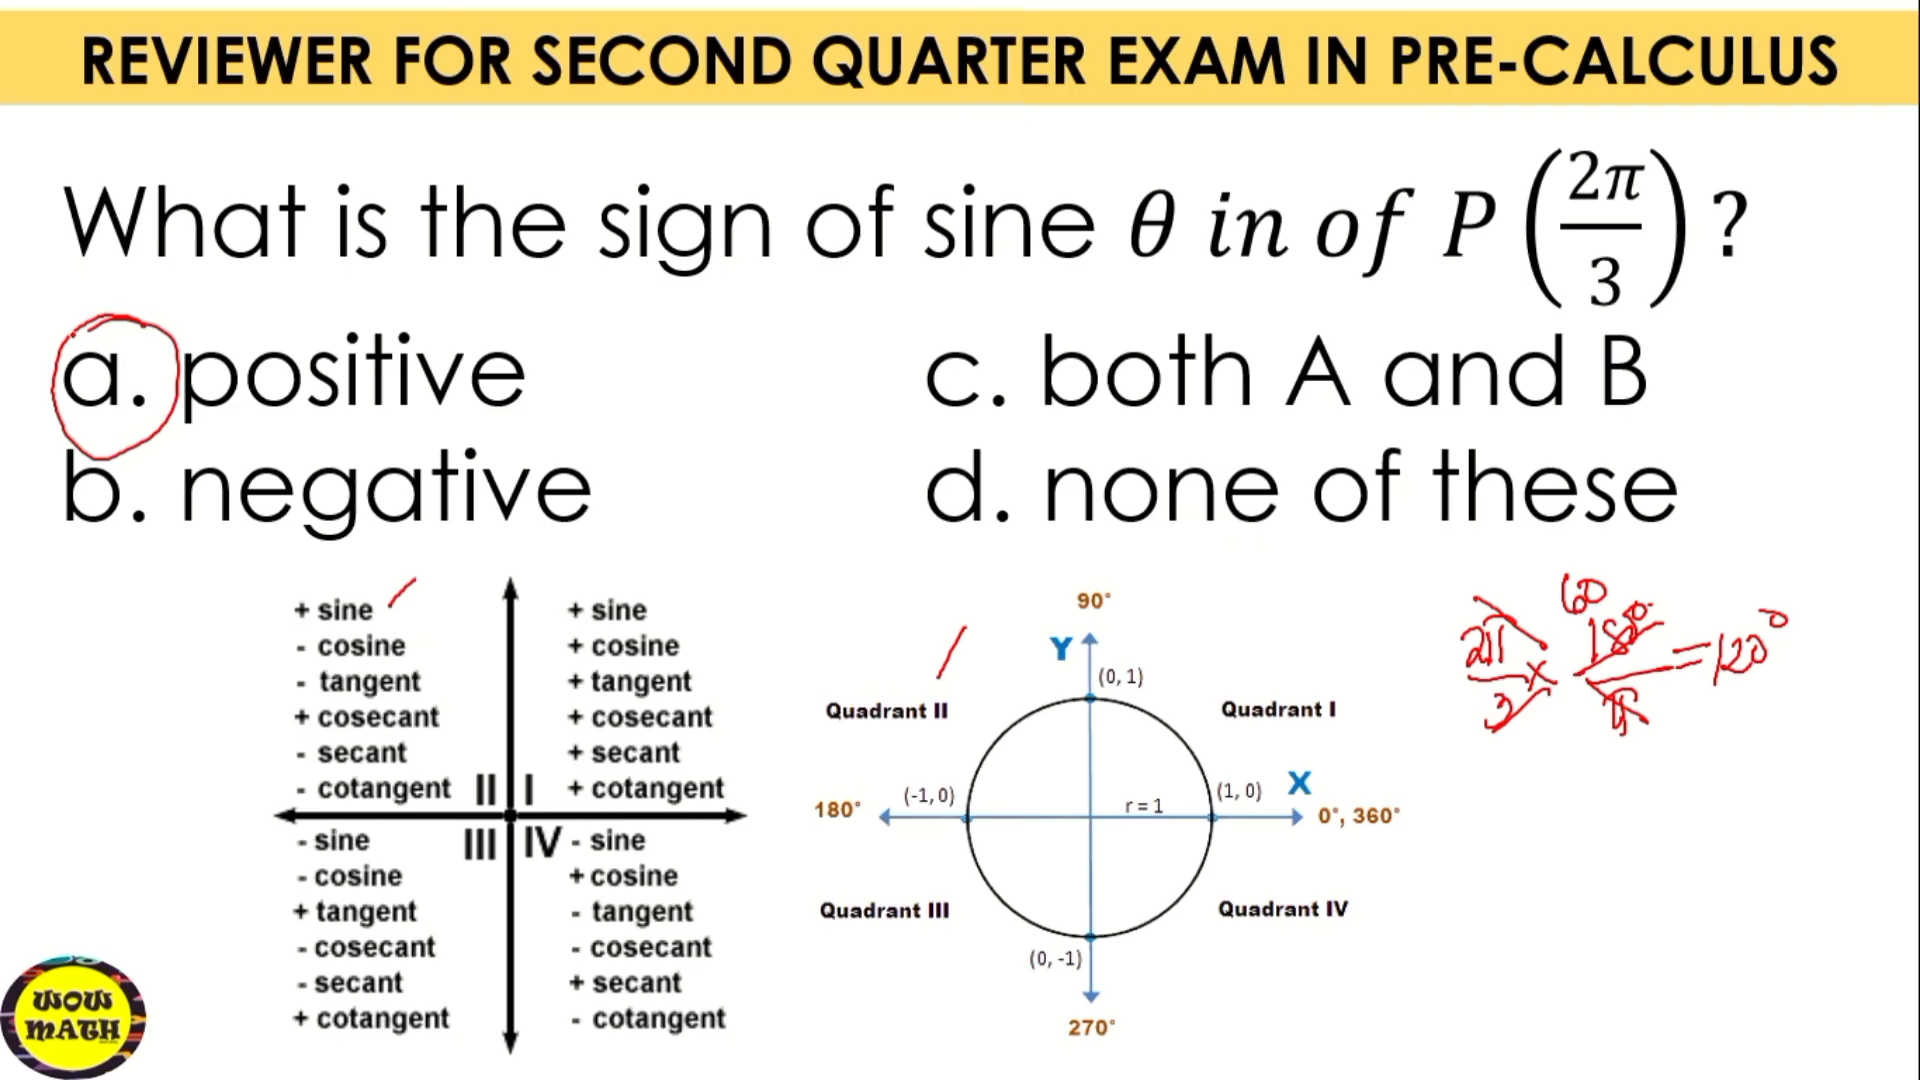 REVIEWER FOR SECOND QUARTER EXAM IN PRE-CALCULUS
What is the sign of sine θ in of P (2π/3) ?
a. positive
c. both A and B
b. negative
d. none of these
+ sine
- cosine
- tangent
+ cosecant
- secant
- cotangent
II
I
+ sine
+ cosine
+ tangent
+ cosecant
+ secant
+ cotangent
- sine
- cosine
+ tangent
- cosecant
- secant
+ cotangent
III
IV
- sine
+ cosine
- tangent
- cosecant
+ secant
- cotangent
90°
Y
(0, 1)
Quadrant II
Quadrant I
(-1, 0)
(1, 0)
X
180°
r = 1
0°, 360°
Quadrant III
Quadrant IV
(0, -1)
270°
60
2π/3 x 180°/π = 120°
WOW
MATH